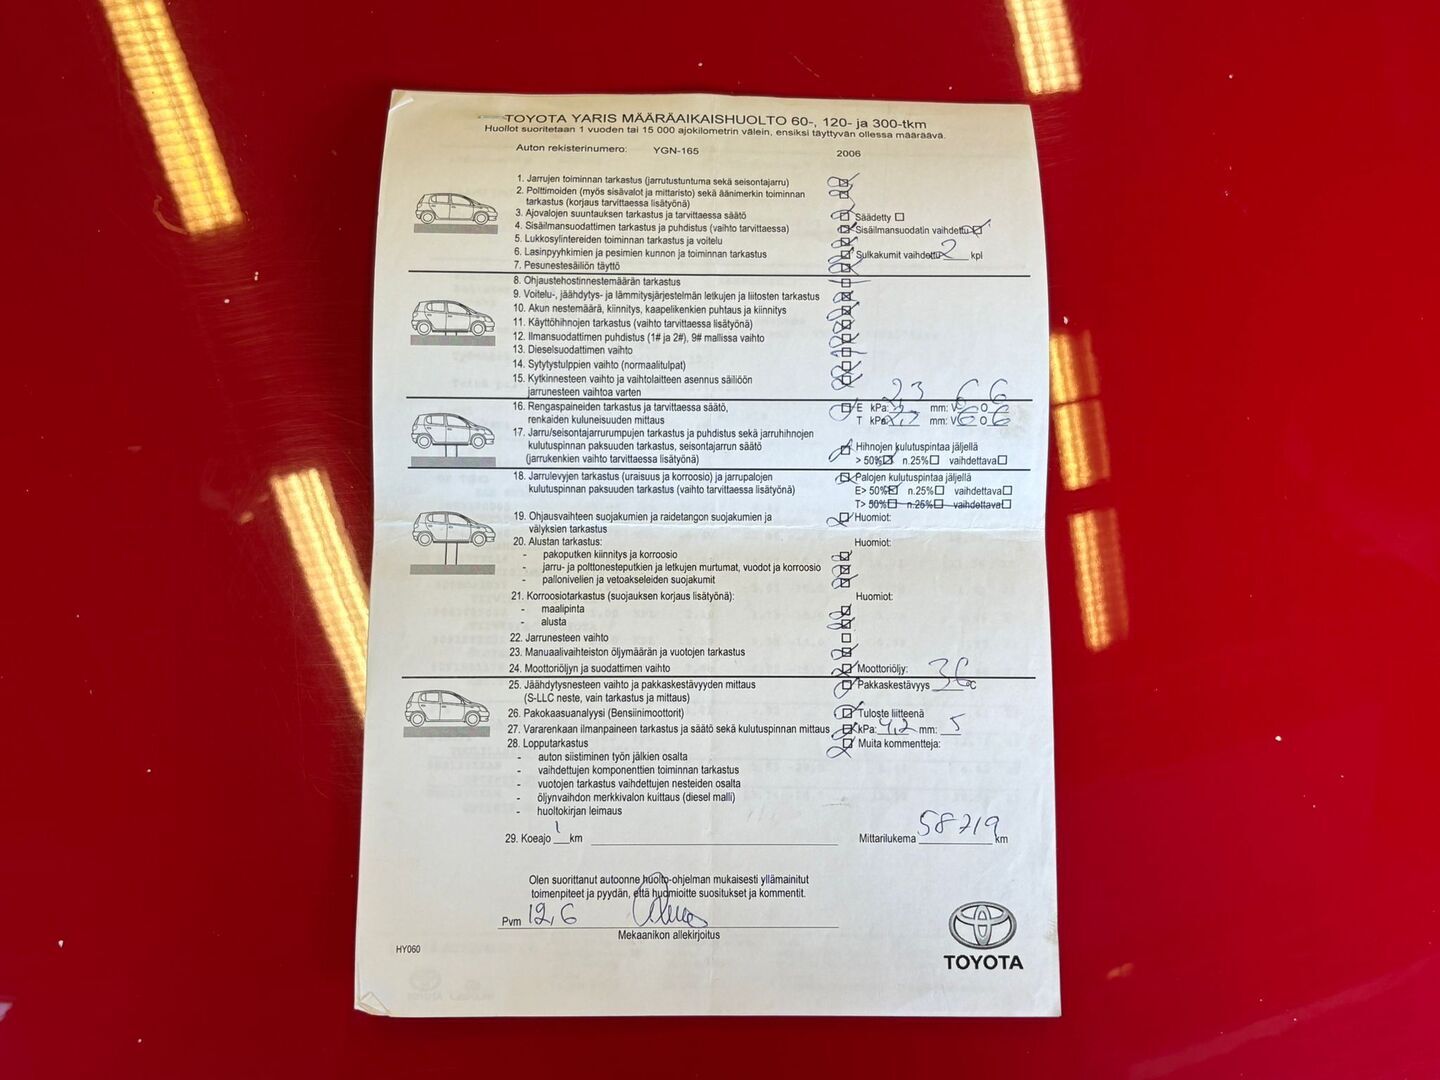 TOYOTA YARIS MÄÄRÄAIKAISHUOLTO 60-, 120- ja 300-tkm
Huollot suoritetaan 1 vuoden tai 15 000 ajokilometrin välein, ensiksi täyttyvän ollessa määräävä.
Auton rekisterinumero: YGN-165 2006
1. Jarrujen toiminnan tarkastus (jarrutustuntuma sekä seisontajarru)
2. Polttimoiden (myös sisävalot ja mittaristo) sekä äänimerkin toiminnan
tarkastus (korjaus tarvittaessa lisätyönä)
3. Ajovalojen suuntauksen tarkastus ja tarvittaessa säätö Säädetty
4. Sisäilmansuodattimen tarkastus ja puhdistus (vaihto tarvittaessa) Sisäilmansuodatin vaihdettu
5. Lukkosylintereiden toiminnan tarkastus ja voitelu
6. Lasinpyyhkimien ja pesimien kunnon ja toiminnan tarkastus Sulkakumit vaihdettu 2 kpl
7. Pesunestesäiliön täyttö
8. Ohjaustehostinnestemäärän tarkastus
9. Voitelu-, jäähdytys- ja lämmitysjärjestelmän letkujen ja liitosten tarkastus
10. Akun nestemäärä, kiinnitys, kaapelikenkien puhtaus ja kiinnitys
11. Käyttöhihnojen tarkastus (vaihto tarvittaessa lisätyönä)
12. Ilmansuodattimen puhdistus (1# ja 2#), 9# mallissa vaihto
13. Dieselsuodattimen vaihto
14. Sytytystulppien vaihto (normaalitulpat)
15. Kytkinnesteen vaihto ja vaihtolaitteen asennus säiliöön
jarrunesteen vaihtoa varten 2,3 6 6
16. Rengaspaineiden tarkastus ja tarvittaessa säätö, E kPa: mm: V O
renkaiden kuluneisuuden mittaus T kPa: 2,2 mm: V 6 O 6
17. Jarru/seisontajarrurumpujen tarkastus ja puhdistus sekä jarruhihnojen
kulutuspinnan paksuuden tarkastus, seisontajarrun säätö Hihnojen kulutuspintaa jäljellä
(jarrukenkien vaihto tarvittaessa lisätyönä) > 50% n.25% vaihdettava
18. Jarrulevyjen tarkastus (uraisuus ja korroosio) ja jarrupalojen Palojen kulutuspintaa jäljellä
kulutuspinnan paksuuden tarkastus (vaihto tarvittaessa lisätyönä) E> 50% n.25% vaihdettava
T> 50% n.25% vaihdettava
19. Ohjausvaihteen suojakumien ja raidetangon suojakumien ja Huomiot:
välyksien tarkastus
20. Alustan tarkastus: Huomiot:
- pakoputken kiinnitys ja korroosio
- jarru- ja polttonesteputkien ja letkujen murtumat, vuodot ja korroosio
- pallonivelien ja vetoakseleiden suojakumit
21. Korroosiotarkastus (suojauksen korjaus lisätyönä): Huomiot:
- maalipinta
- alusta
22. Jarrunesteen vaihto
23. Manuaalivaihteiston öljymäärän ja vuotojen tarkastus
24. Moottoriöljyn ja suodattimen vaihto Moottoriöljy:
25. Jäähdytysnesteen vaihto ja pakkaskestävyyden mittaus Pakkaskestävyys 36 °C
(S-LLC neste, vain tarkastus ja mittaus)
26. Pakokaasuanalyysi (Bensiinimoottorit) Tuloste liitteenä
27. Vararenkaan ilmanpaineen tarkastus ja säätö sekä kulutuspinnan mittaus kPa: 4,2 mm: 5
28. Lopputarkastus Muita kommentteja:
- auton siistiminen työn jälkien osalta
- vaihdettujen komponenttien toiminnan tarkastus
- vuotojen tarkastus vaihdettujen nesteiden osalta
- öljynvaihdon merkkivalon kuittaus (diesel malli)
- huoltokirjan leimaus
29. Koeajo 1 km Mittarilukema 58719 km
Olen suorittanut autoonne huolto-ohjelman mukaisesti yllämainitut
toimenpiteet ja pyydän, että huomioitte suositukset ja kommentit.
Pvm 12,6
Mekaanikon allekirjoitus
HY060
TOYOTA